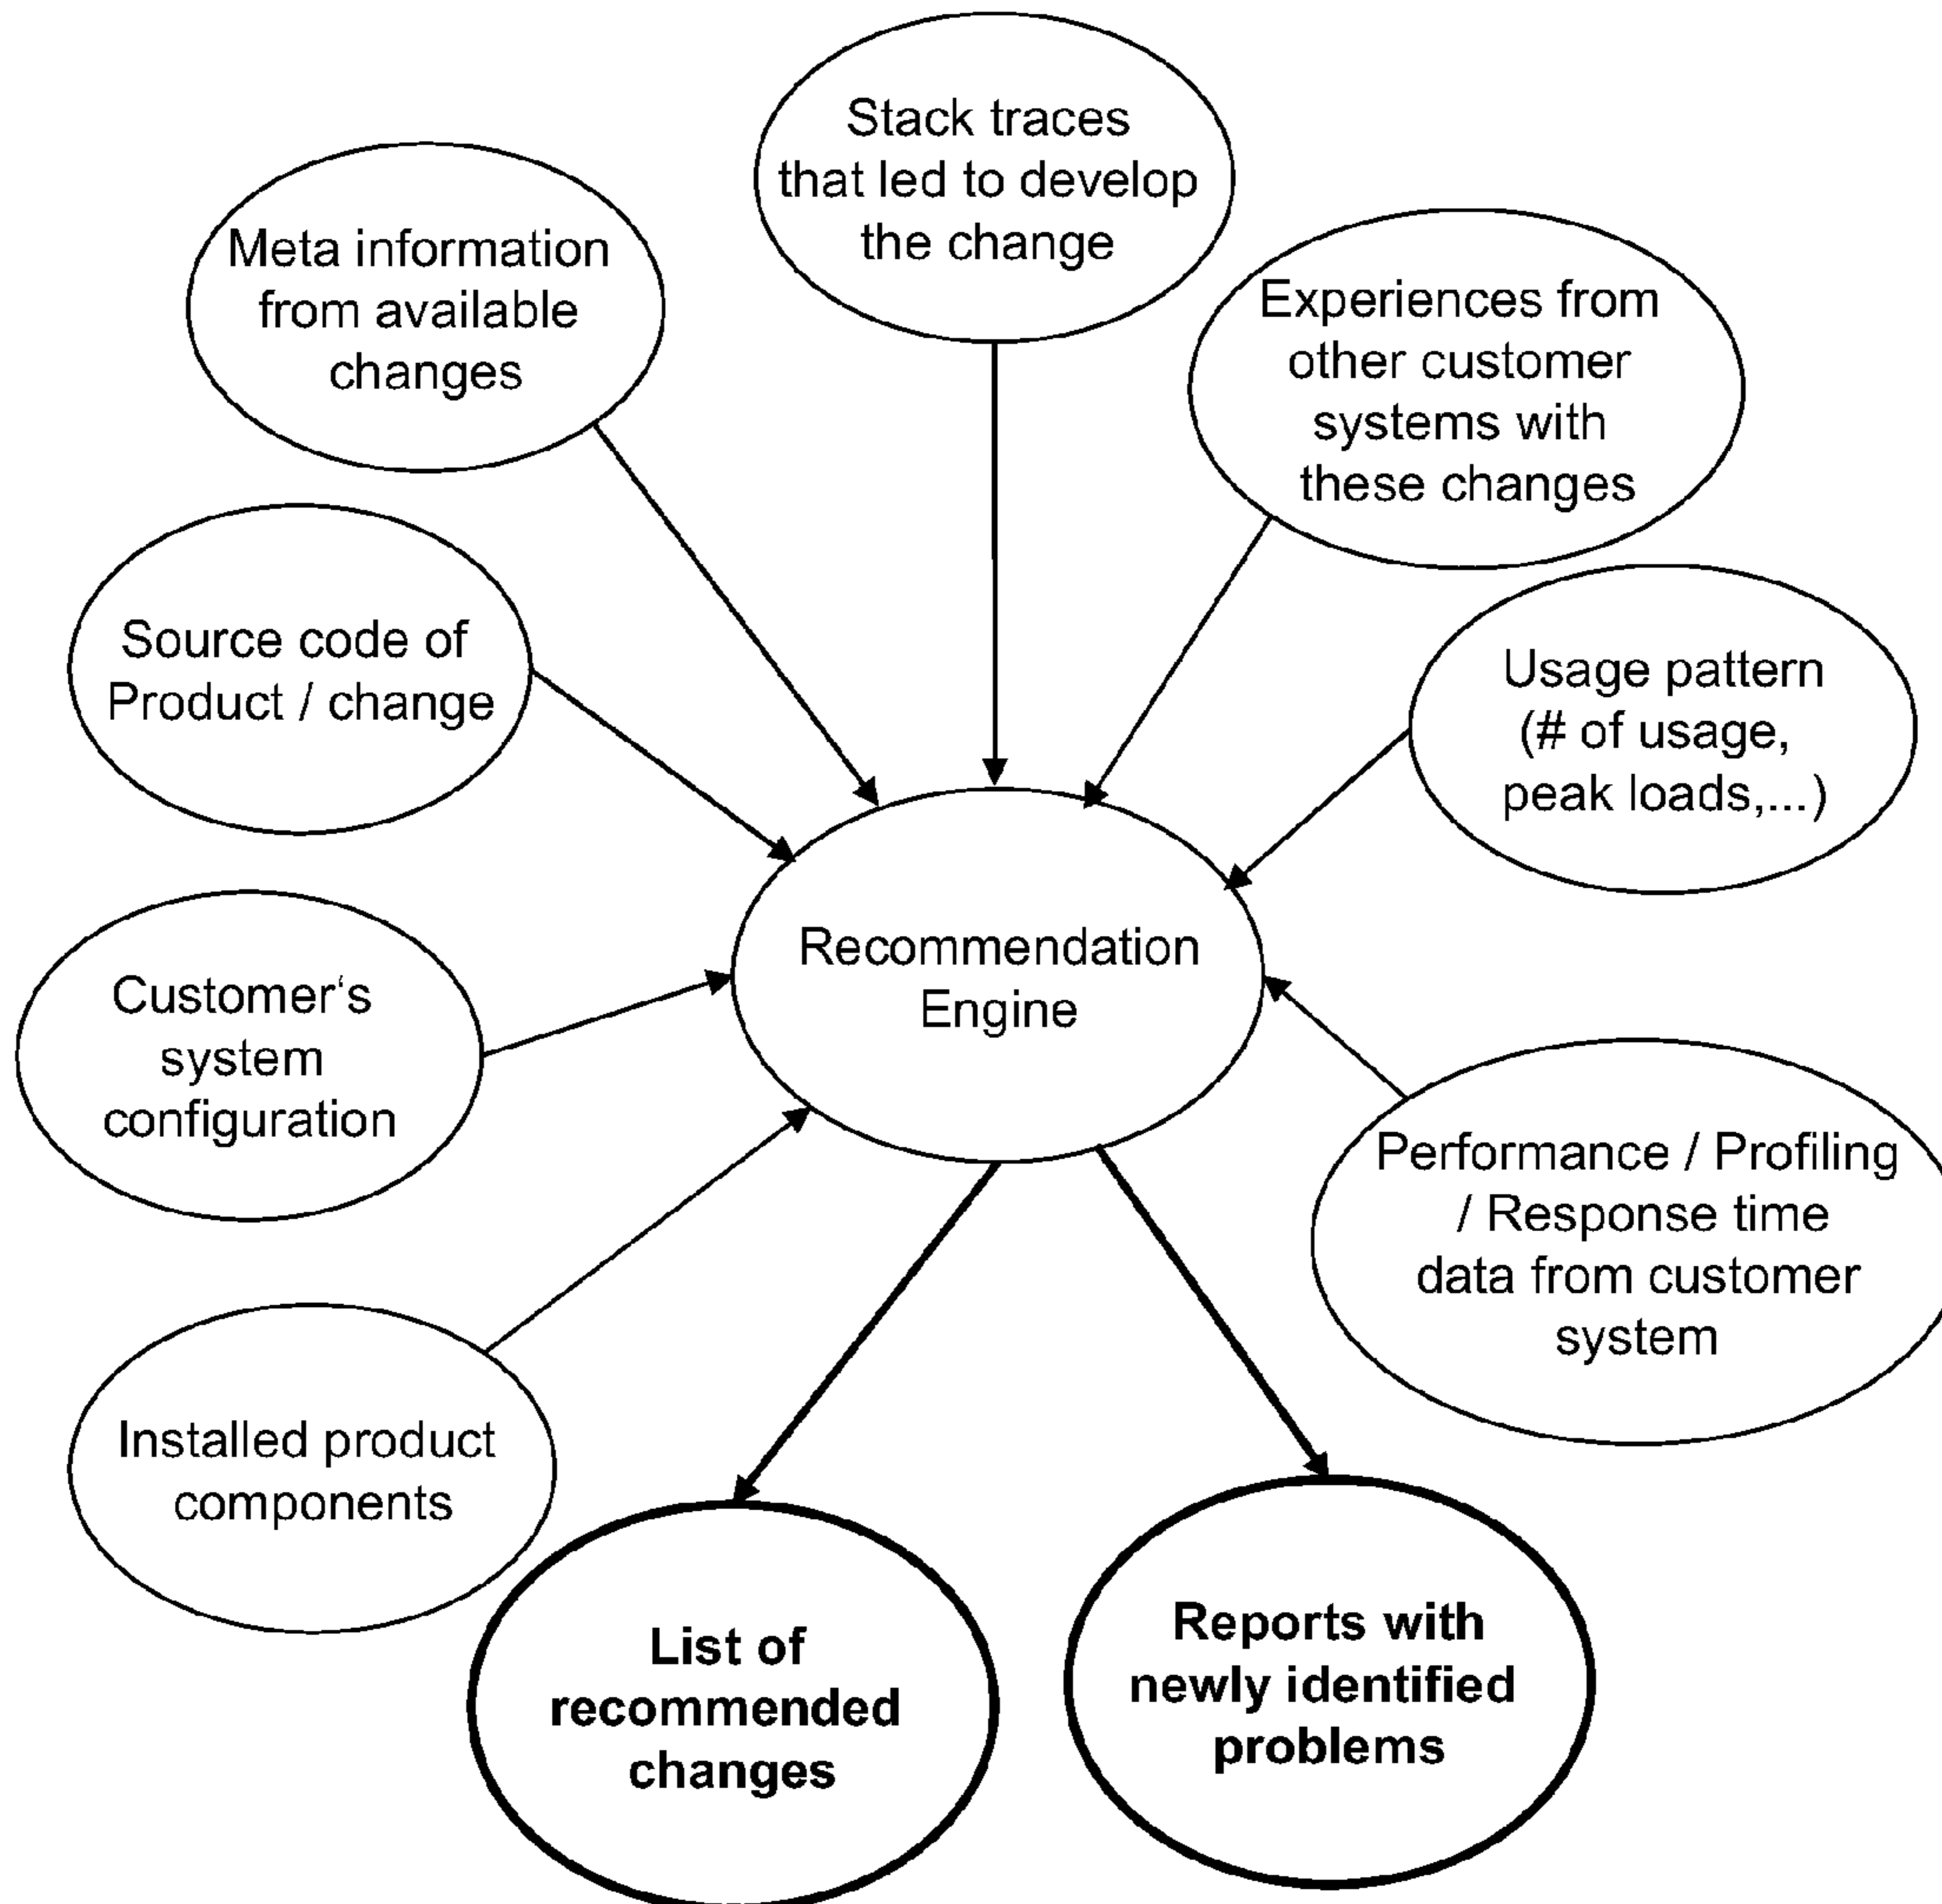 Stack traces
that led to develop
the change
Meta information
from available
changes
Experiences from
other customer
systems with
these changes
Source code of
Product / change
Usage pattern
(# of usage,
peak loads,...)
Recommendation
Engine
Customer‘s
system
configuration
Performance / Profiling
/ Response time
data from customer
system
Installed product
components
List of
recommended
changes
Reports with
newly identified
problems